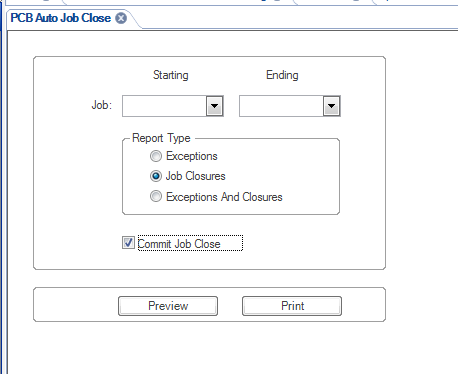 PCB Auto Job Close
Starting Ending
Job:
Report Type
Exceptions
Job Closures
Exceptions And Closures
Commit Job Close
Preview Print